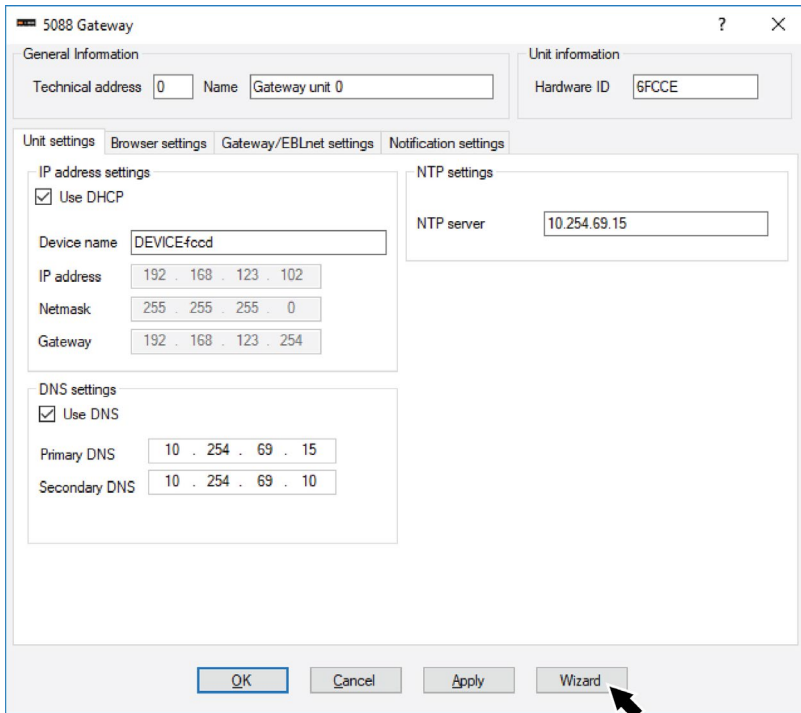 5088 Gateway
General Information
Technical address 0 Name Gateway unit 0
Unit information
Hardware ID 6FCCE
Unit settings Browser settings Gateway/EBLnet settings Notification settings
IP address settings
Use DHCP
Device name DEVICE-fccd
IP address 192 . 168 . 123 . 102
Netmask 255 . 255 . 255 . 0
Gateway 192 . 168 . 123 . 254
NTP settings
NTP server 10.254.69.15
DNS settings
Use DNS
Primary DNS 10 . 254 . 69 . 15
Secondary DNS 10 . 254 . 69 . 10
OK Cancel Apply Wizard